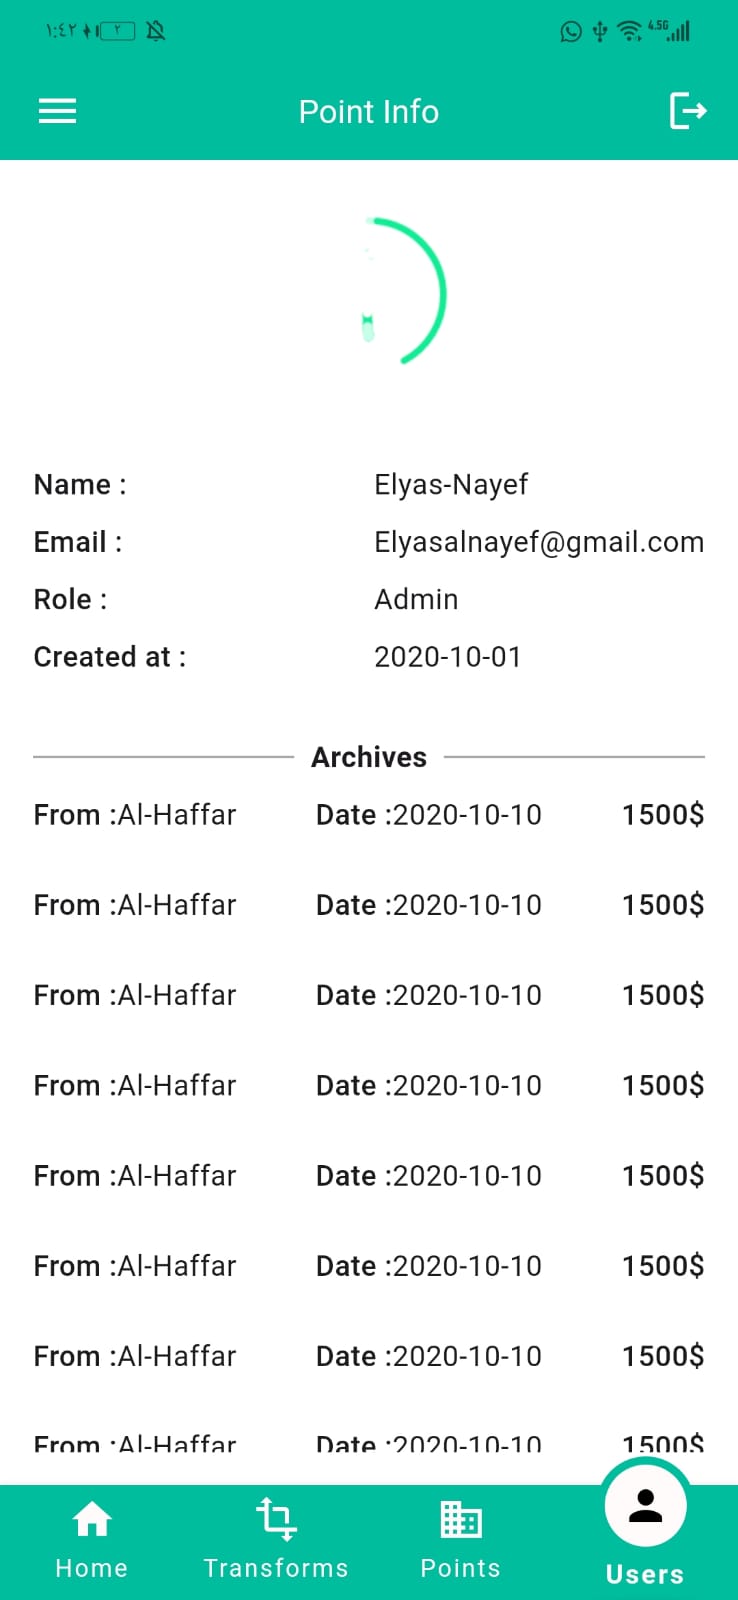 ١:٤٢ ٢ 4.5G
Point Info
Name : Elyas-Nayef
Email : Elyasalnayef@gmail.com
Role : Admin
Created at : 2020-10-01
Archives
From :Al-Haffar Date :2020-10-10 1500$
From :Al-Haffar Date :2020-10-10 1500$
From :Al-Haffar Date :2020-10-10 1500$
From :Al-Haffar Date :2020-10-10 1500$
From :Al-Haffar Date :2020-10-10 1500$
From :Al-Haffar Date :2020-10-10 1500$
From :Al-Haffar Date :2020-10-10 1500$
From :Al-Haffar Date :2020-10-10 1500$
Home Transforms Points Users